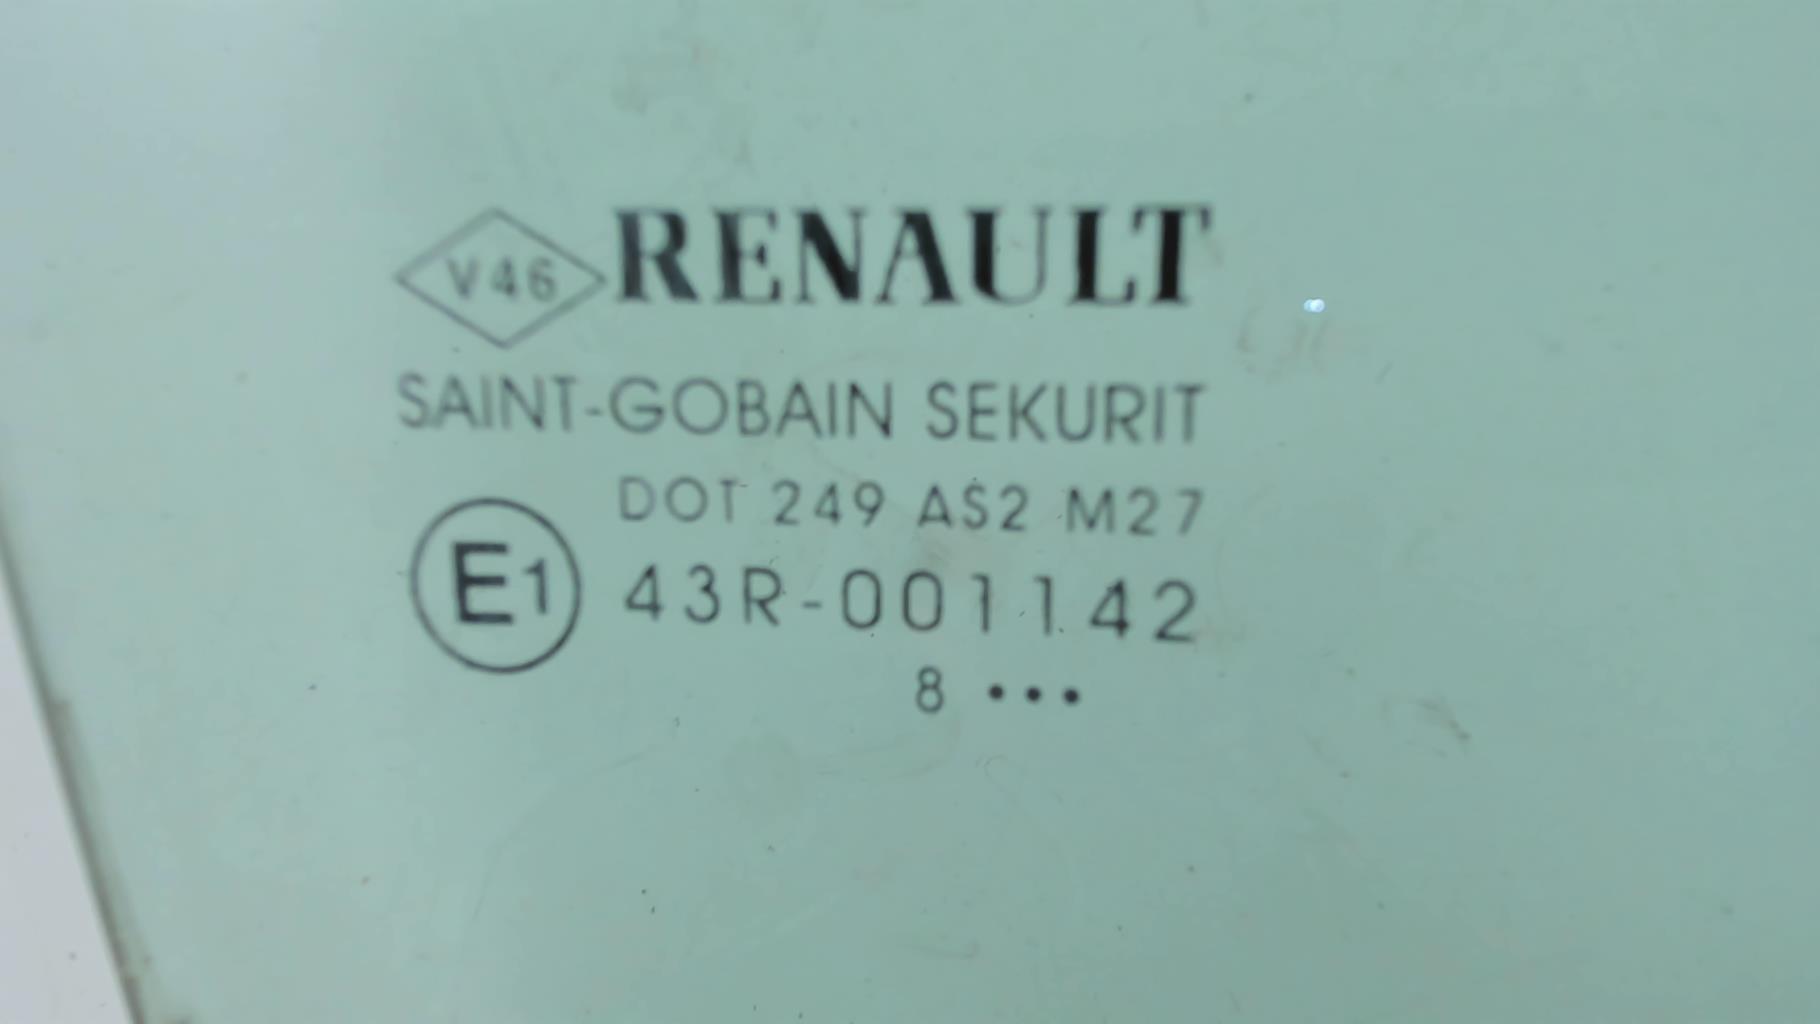 V46 RENAULT
SAINT-GOBAIN SEKURIT
DOT 249 AS2 M27
E1 43R-001142
8 •••